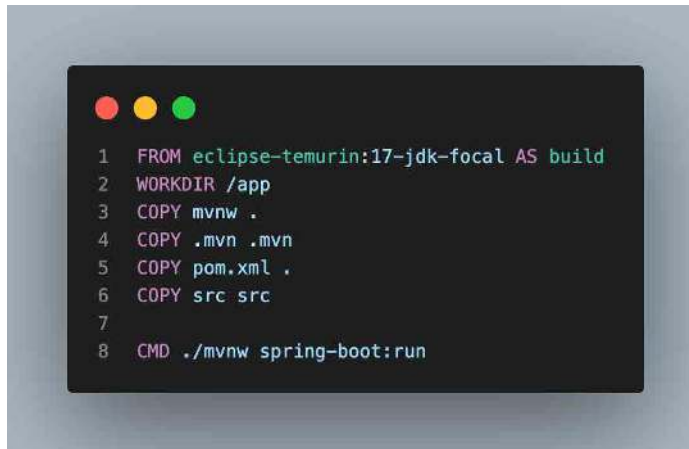 1 FROM eclipse-temurin:17-jdk-focal AS build
2 WORKDIR /app
3 COPY mvnw .
4 COPY .mvn .mvn
5 COPY pom.xml .
6 COPY src src
7
8 CMD ./mvnw spring-boot:run